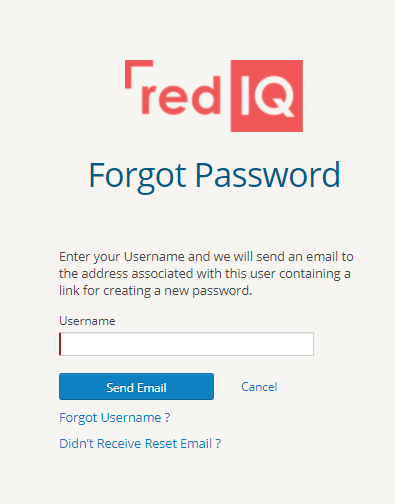 red IQ
Forgot Password
Enter your Username and we will send an email to
the address associated with this user containing a
link for creating a new password.
Username
Send Email
Cancel
Forgot Username ?
Didn't Receive Reset Email ?